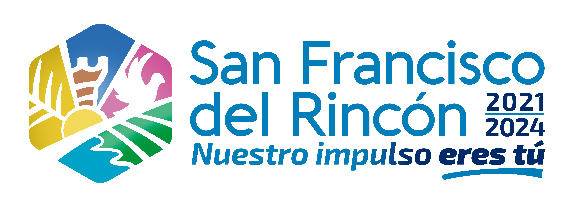 San Francisco
del Rincón 2021
2024
Nuestro impulso eres tú